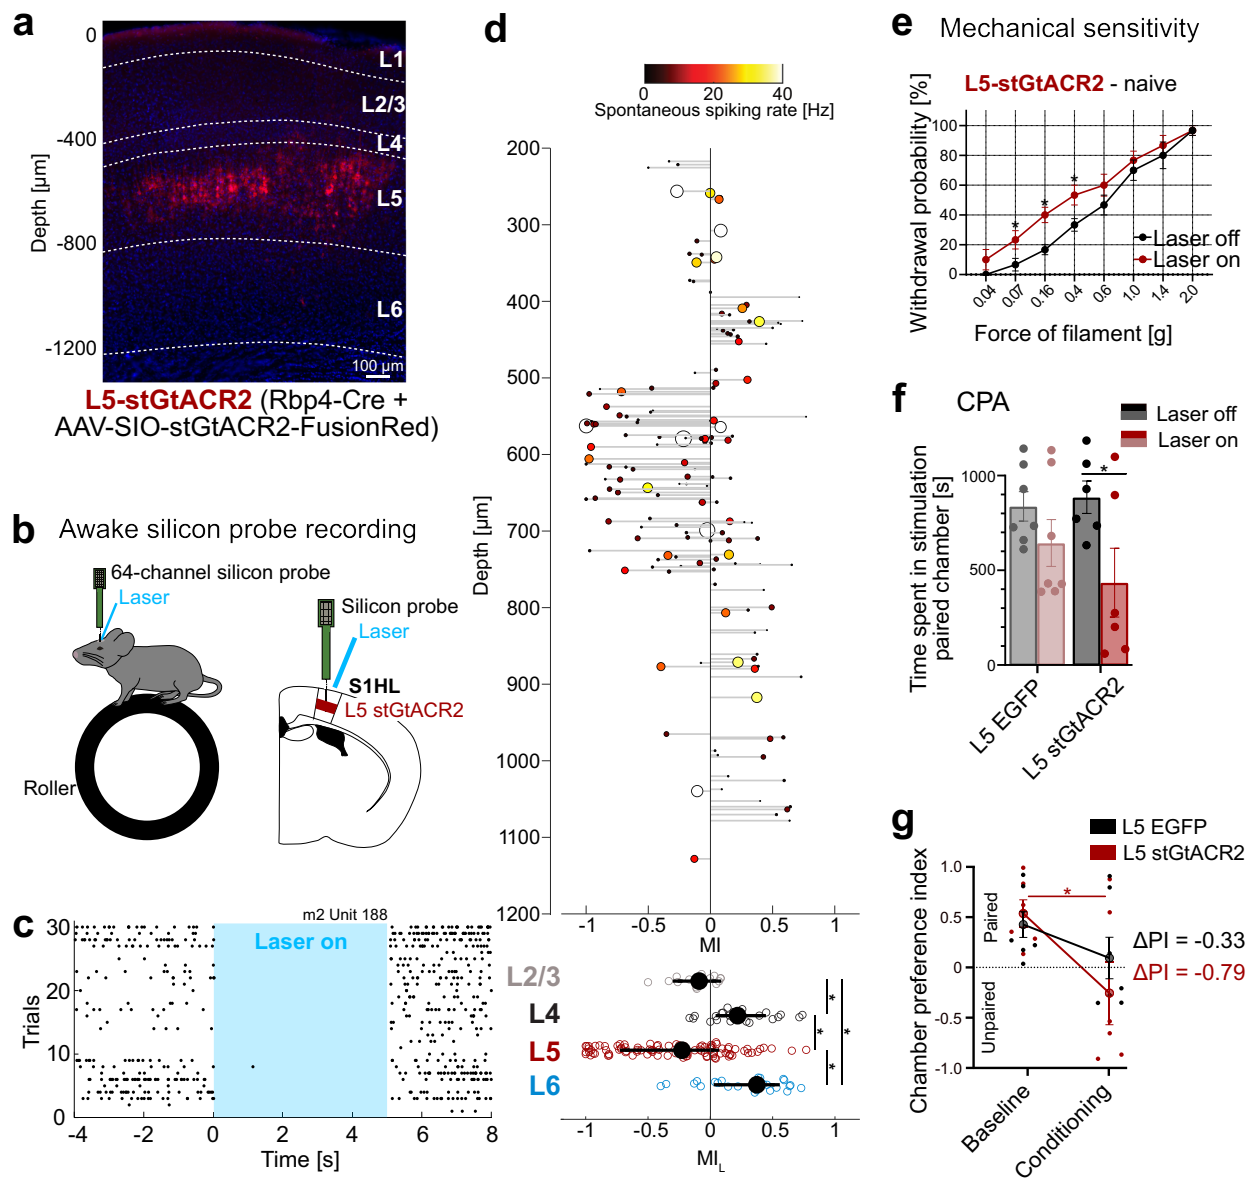 a
0
-400
-800
-1200
Depth [µm]
L1
L2/3
L4
L5
L6
100 µm
L5-stGtACR2 (Rbp4-Cre +
AAV-SIO-stGtACR2-FusionRed)
b
Awake silicon probe recording
64-channel silicon probe
Laser
Roller
Silicon probe
Laser
S1HL
L5 stGtACR2
c
m2 Unit 188
Laser on
30
20
10
0
Trials
-4
-2
0
2
4
6
8
Time [s]
d
0
20
40
Spontaneous spiking rate [Hz]
200
300
400
500
600
700
800
900
1000
1100
1200
Depth [µm]
-1
-0.5
0
0.5
1
MI
L2/3
L4
L5
L6
*
*
*
*
-1
-0.5
0
0.5
1
MI_L
e
Mechanical sensitivity
L5-stGtACR2 - naive
Withdrawal probability [%]
100
80
60
40
20
0
*
*
*
Laser off
Laser on
0.04
0.07
0.16
0.4
0.6
1.0
1.4
2.0
Force of filament [g]
f
CPA
Laser off
Laser on
Time spent in stimulation
paired chamber [s]
1000
500
0
*
L5 EGFP
L5 stGtACR2
g
L5 EGFP
L5 stGtACR2
Chamber preference index
1.0
0.5
0
-0.5
-1.0
Paired
Unpaired
*
ΔPI = -0.33
ΔPI = -0.79
Baseline
Conditioning